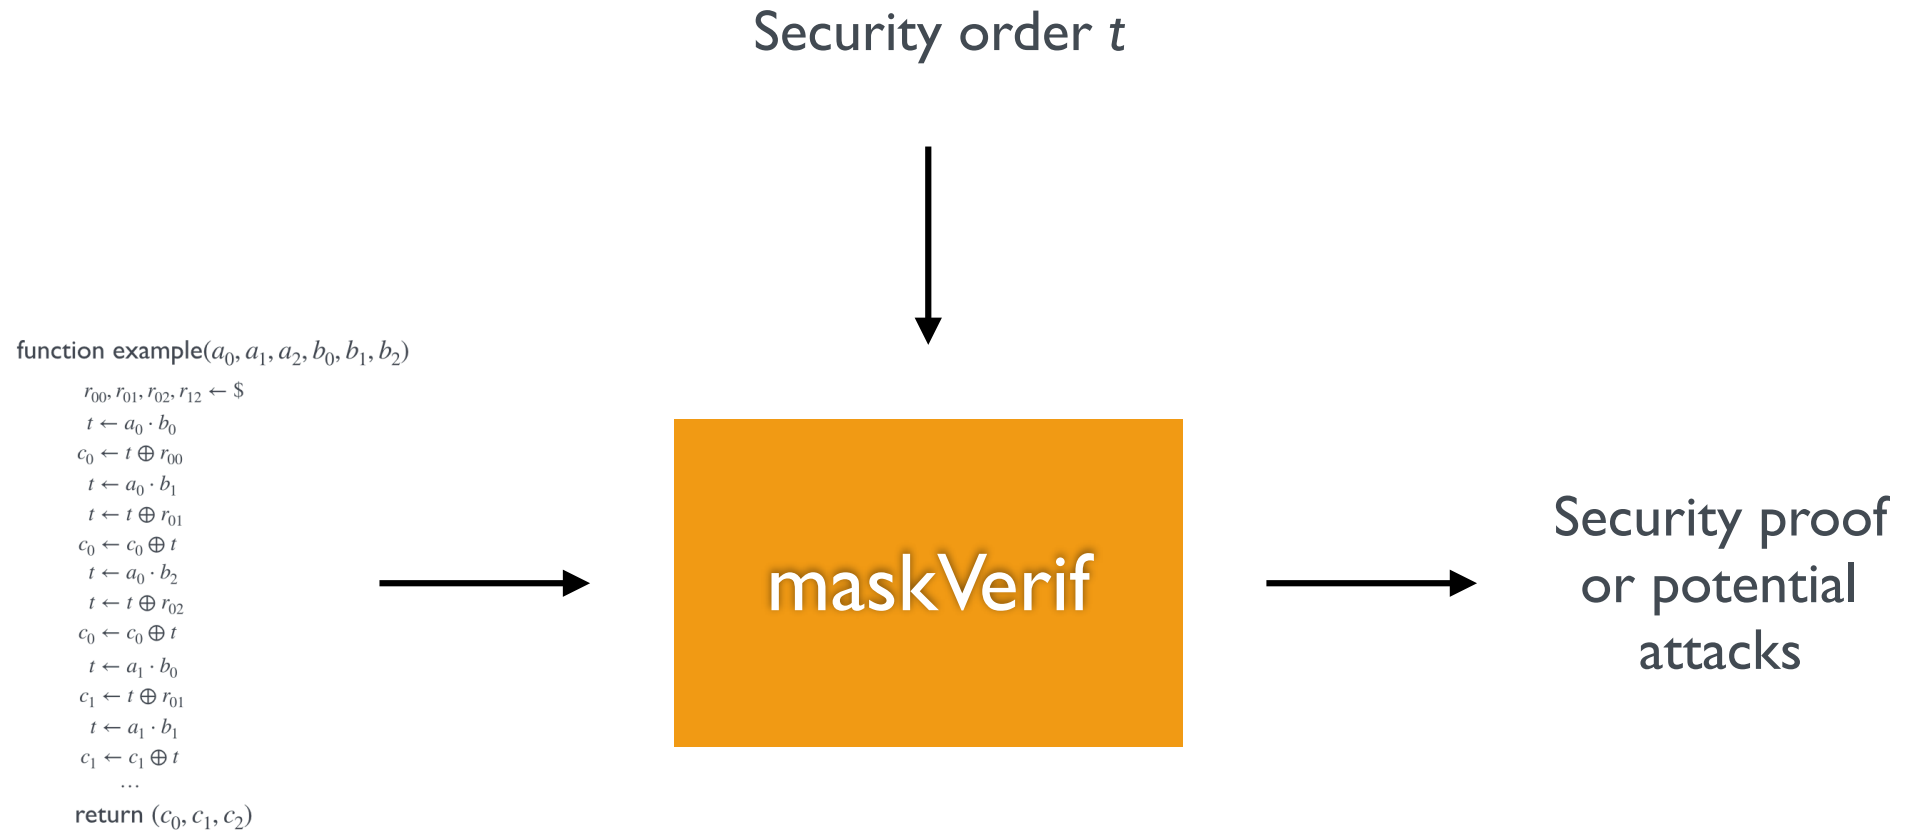 Security order t
function example(a₀, a₁, a₂, b₀, b₁, b₂)
r₀₀, r₀₁, r₀₂, r₁₂ ← $
t ← a₀ · b₀
c₀ ← t ⊕ r₀₀
t ← a₀ · b₁
t ← t ⊕ r₀₁
c₀ ← c₀ ⊕ t
t ← a₀ · b₂
t ← t ⊕ r₀₂
c₀ ← c₀ ⊕ t
t ← a₁ · b₀
c₁ ← t ⊕ r₀₁
t ← a₁ · b₁
c₁ ← c₁ ⊕ t
…
return (c₀, c₁, c₂)
maskVerif
Security proof
or potential
attacks